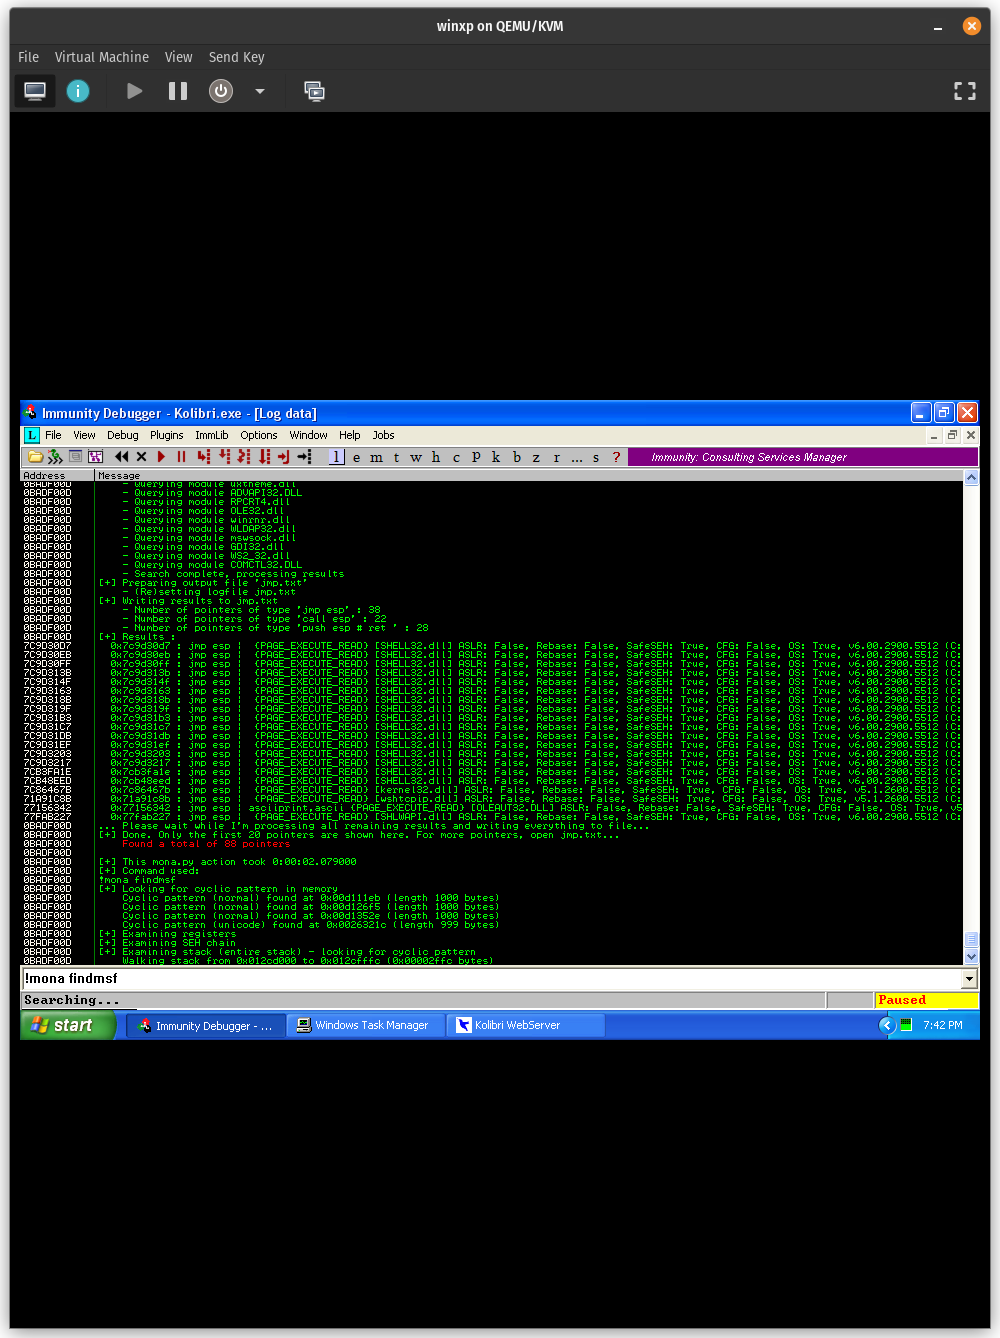 winxp on QEMU/KVM
File Virtual Machine View Send Key
Immunity Debugger - Kolibri.exe - [Log data]
L File View Debug Plugins ImmLib Options Window Help Jobs
l e m t w h c P k b z r ... s ? Immunity: Consulting Services Manager
Address Message
0BADF00D - Querying module uxtheme.dll
0BADF00D - Querying module ADVAPI32.DLL
0BADF00D - Querying module RPCRT4.dll
0BADF00D - Querying module OLE32.dll
0BADF00D - Querying module winrnr.dll
0BADF00D - Querying module WLDAP32.dll
0BADF00D - Querying module mswsock.dll
0BADF00D - Querying module GDI32.dll
0BADF00D - Querying module WS2_32.dll
0BADF00D - Querying module COMCTL32.DLL
0BADF00D - Search complete, processing results
0BADF00D [+] Preparing output file 'jmp.txt'
0BADF00D - (Re)setting logfile jmp.txt
0BADF00D [+] Writing results to jmp.txt
0BADF00D - Number of pointers of type 'jmp esp' : 38
0BADF00D - Number of pointers of type 'call esp' : 22
0BADF00D - Number of pointers of type 'push esp # ret ' : 28
0BADF00D [+] Results :
7C9D30D7 0x7c9d30d7 : jmp esp | {PAGE_EXECUTE_READ} [SHELL32.dll] ASLR: False, Rebase: False, SafeSEH: True, CFG: False, OS: True, v6.00.2900.5512 (C:
7C9D30EB 0x7c9d30eb : jmp esp | {PAGE_EXECUTE_READ} [SHELL32.dll] ASLR: False, Rebase: False, SafeSEH: True, CFG: False, OS: True, v6.00.2900.5512 (C:
7C9D30FF 0x7c9d30ff : jmp esp | {PAGE_EXECUTE_READ} [SHELL32.dll] ASLR: False, Rebase: False, SafeSEH: True, CFG: False, OS: True, v6.00.2900.5512 (C:
7C9D313B 0x7c9d313b : jmp esp | {PAGE_EXECUTE_READ} [SHELL32.dll] ASLR: False, Rebase: False, SafeSEH: True, CFG: False, OS: True, v6.00.2900.5512 (C:
7C9D314F 0x7c9d314f : jmp esp | {PAGE_EXECUTE_READ} [SHELL32.dll] ASLR: False, Rebase: False, SafeSEH: True, CFG: False, OS: True, v6.00.2900.5512 (C:
7C9D3163 0x7c9d3163 : jmp esp | {PAGE_EXECUTE_READ} [SHELL32.dll] ASLR: False, Rebase: False, SafeSEH: True, CFG: False, OS: True, v6.00.2900.5512 (C:
7C9D318B 0x7c9d318b : jmp esp | {PAGE_EXECUTE_READ} [SHELL32.dll] ASLR: False, Rebase: False, SafeSEH: True, CFG: False, OS: True, v6.00.2900.5512 (C:
7C9D319F 0x7c9d319f : jmp esp | {PAGE_EXECUTE_READ} [SHELL32.dll] ASLR: False, Rebase: False, SafeSEH: True, CFG: False, OS: True, v6.00.2900.5512 (C:
7C9D31B3 0x7c9d31b3 : jmp esp | {PAGE_EXECUTE_READ} [SHELL32.dll] ASLR: False, Rebase: False, SafeSEH: True, CFG: False, OS: True, v6.00.2900.5512 (C:
7C9D31C7 0x7c9d31c7 : jmp esp | {PAGE_EXECUTE_READ} [SHELL32.dll] ASLR: False, Rebase: False, SafeSEH: True, CFG: False, OS: True, v6.00.2900.5512 (C:
7C9D31DB 0x7c9d31db : jmp esp | {PAGE_EXECUTE_READ} [SHELL32.dll] ASLR: False, Rebase: False, SafeSEH: True, CFG: False, OS: True, v6.00.2900.5512 (C:
7C9D31EF 0x7c9d31ef : jmp esp | {PAGE_EXECUTE_READ} [SHELL32.dll] ASLR: False, Rebase: False, SafeSEH: True, CFG: False, OS: True, v6.00.2900.5512 (C:
7C9D3203 0x7c9d3203 : jmp esp | {PAGE_EXECUTE_READ} [SHELL32.dll] ASLR: False, Rebase: False, SafeSEH: True, CFG: False, OS: True, v6.00.2900.5512 (C:
7C9D3217 0x7c9d3217 : jmp esp | {PAGE_EXECUTE_READ} [SHELL32.dll] ASLR: False, Rebase: False, SafeSEH: True, CFG: False, OS: True, v6.00.2900.5512 (C:
7CB3FA1E 0x7cb3fa1e : jmp esp | {PAGE_EXECUTE_READ} [SHELL32.dll] ASLR: False, Rebase: False, SafeSEH: True, CFG: False, OS: True, v6.00.2900.5512 (C:
7CB48EED 0x7cb48eed : jmp esp | {PAGE_EXECUTE_READ} [SHELL32.dll] ASLR: False, Rebase: False, SafeSEH: True, CFG: False, OS: True, v6.00.2900.5512 (C:
7C86467B 0x7c86467b : jmp esp | {PAGE_EXECUTE_READ} [kernel32.dll] ASLR: False, Rebase: False, SafeSEH: True, CFG: False, OS: True, v5.1.2600.5512 (C:
71A91C8B 0x71a91c8b : jmp esp | {PAGE_EXECUTE_READ} [wshtcpip.dll] ASLR: False, Rebase: False, SafeSEH: True, CFG: False, OS: True, v5.1.2600.5512 (C:
77156342 0x77156342 : jmp esp | asciiprint,ascii {PAGE_EXECUTE_READ} [OLEAUT32.DLL] ASLR: False, Rebase: False, SafeSEH: True, CFG: False, OS: True, v5
77FAB227 0x77fab227 : jmp esp | {PAGE_EXECUTE_READ} [SHLWAPI.dll] ASLR: False, Rebase: False, SafeSEH: True, CFG: False, OS: True, v6.00.2900.5512 (C:
0BADF00D ... Please wait while I'm processing all remaining results and writing everything to file...
0BADF00D [+] Done. Only the first 20 pointers are shown here. For more pointers, open jmp.txt...
0BADF00D Found a total of 88 pointers
0BADF00D
0BADF00D [+] This mona.py action took 0:00:02.079000
0BADF00D [+] Command used:
0BADF00D !mona findmsf
0BADF00D [+] Looking for cyclic pattern in memory
0BADF00D Cyclic pattern (normal) found at 0x00d111eb (length 1000 bytes)
0BADF00D Cyclic pattern (normal) found at 0x00d126f5 (length 1000 bytes)
0BADF00D Cyclic pattern (normal) found at 0x00d1352e (length 1000 bytes)
0BADF00D Cyclic pattern (unicode) found at 0x0026321c (length 999 bytes)
0BADF00D [+] Examining registers
0BADF00D [+] Examining SEH chain
0BADF00D [+] Examining stack (entire stack) - looking for cyclic pattern
0BADF00D Walking stack from 0x012cd000 to 0x012cfffc (0x00002ffc bytes)
!mona findmsf
Searching... Paused
start Immunity Debugger - ... Windows Task Manager Kolibri WebServer 7:42 PM